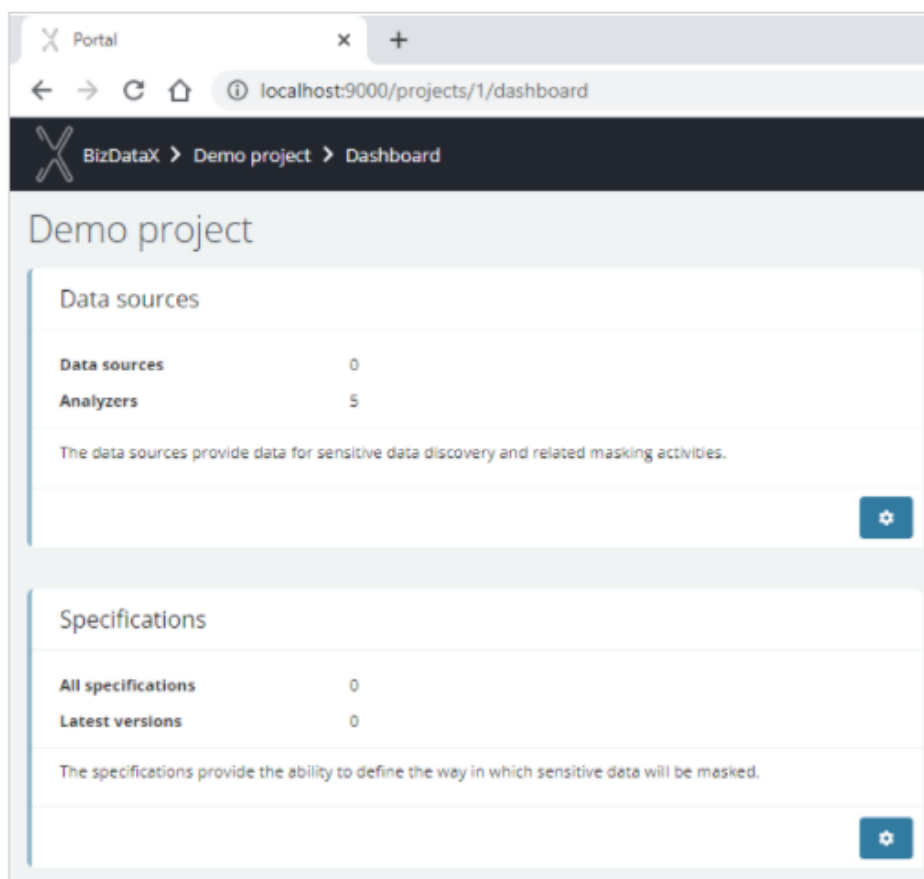 Portal
localhost:9000/projects/1/dashboard
BizDataX > Demo project > Dashboard
Demo project
Data sources
Data sources 0
Analyzers 5
The data sources provide data for sensitive data discovery and related masking activities.
Specifications
All specifications 0
Latest versions 0
The specifications provide the ability to define the way in which sensitive data will be masked.